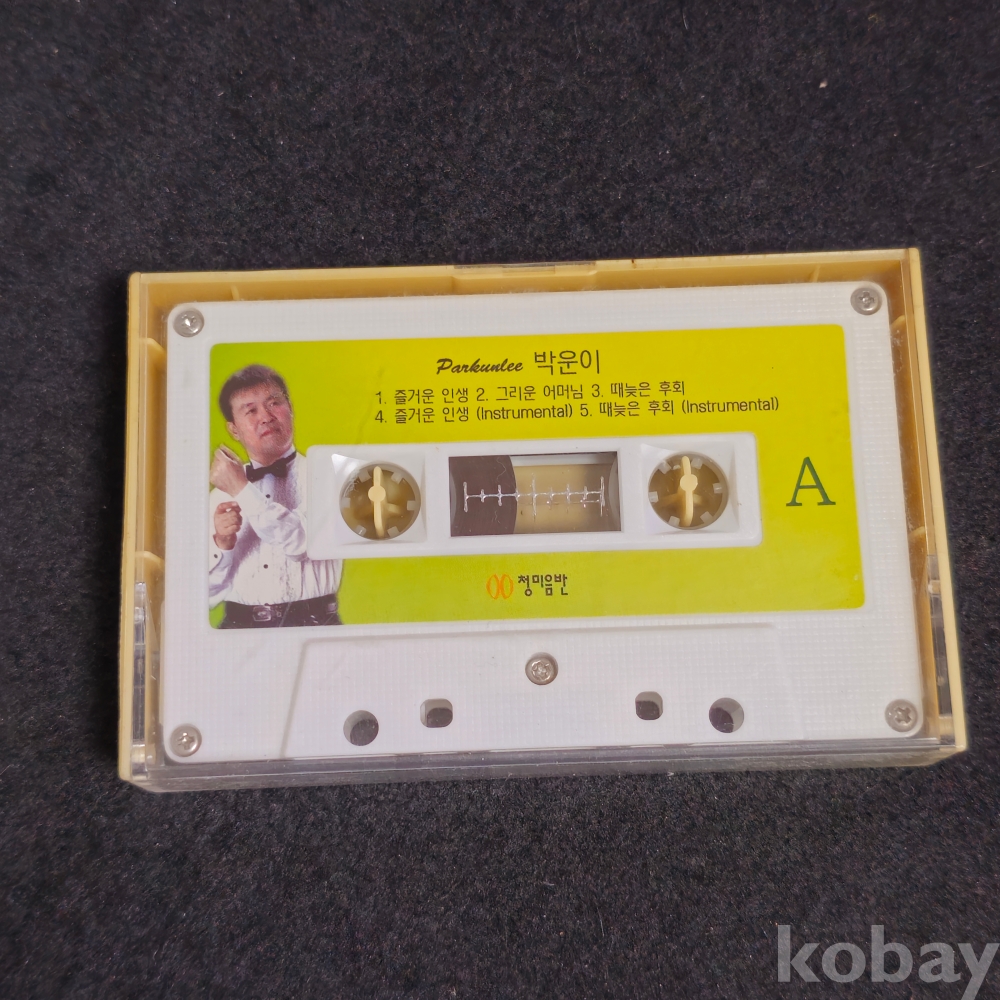 Parkunlee 박운이
1. 즐거운 인생 2. 그리운 어머님 3. 때늦은 후회
4. 즐거운 인생 (Instrumental) 5. 때늦은 후회 (Instrumental)
A
청미음반
kobay